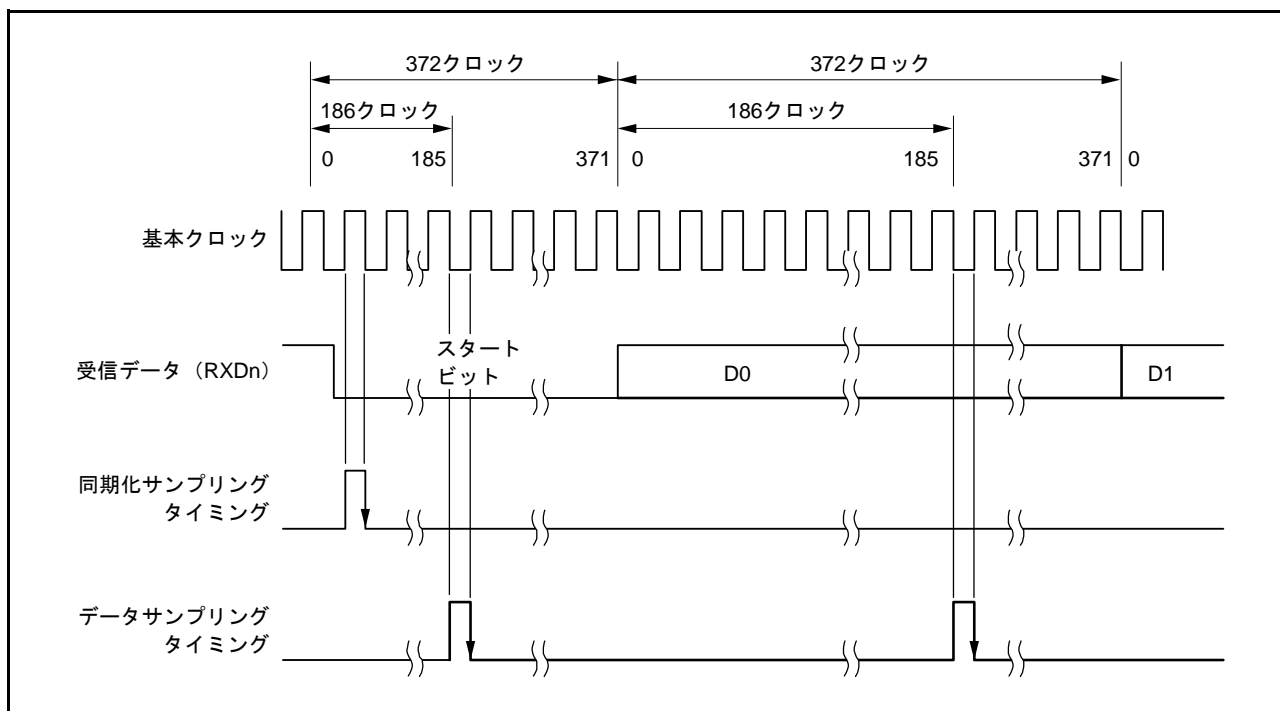 372クロック 372クロック
186クロック 186クロック
0 185 371 0 185 371 0
基本クロック
受信データ（RXDn）
スタート
ビット
D0
D1
同期化サンプリング
タイミング
データサンプリング
タイミング